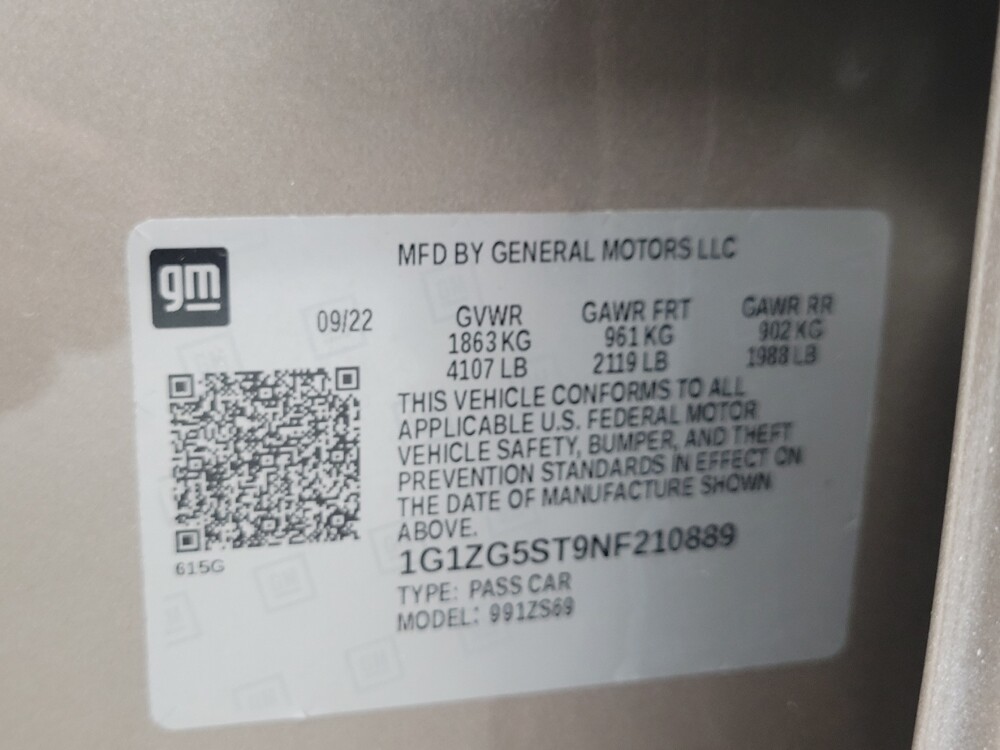 gm
MFD BY GENERAL MOTORS LLC
09/22
GVWR GAWR FRT GAWR RR
1863 KG 961 KG 902 KG
4107 LB 2119 LB 1988 LB
THIS VEHICLE CONFORMS TO ALL
APPLICABLE U.S. FEDERAL MOTOR
VEHICLE SAFETY, BUMPER, AND THEFT
PREVENTION STANDARDS IN EFFECT ON
THE DATE OF MANUFACTURE SHOWN
ABOVE.
1G1ZG5ST9NF210889
615G
TYPE: PASS CAR
MODEL: 991ZS69